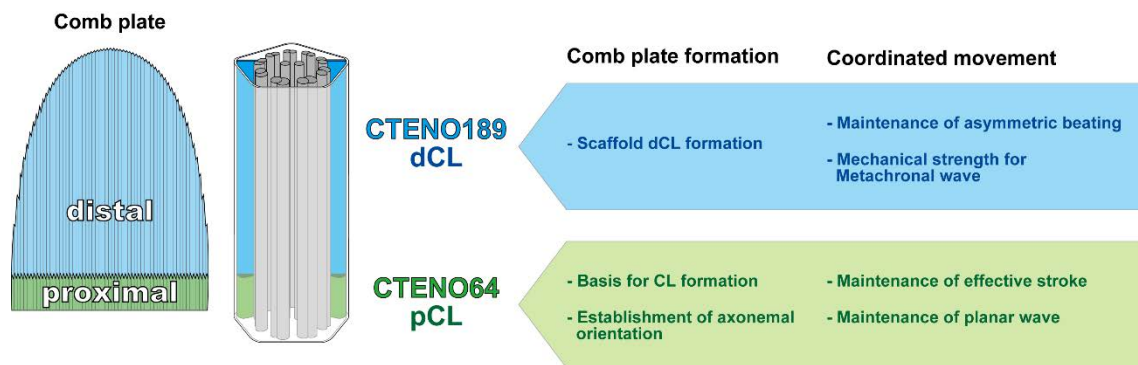 Comb plate
distal
proximal
CTENO189
dCL
CTENO64
pCL
Comb plate formation
Coordinated movement
- Scaffold dCL formation
- Maintenance of asymmetric beating
- Mechanical strength for
Metachronal wave
- Basis for CL formation
- Establishment of axonemal
orientation
- Maintenance of effective stroke
- Maintenance of planar wave